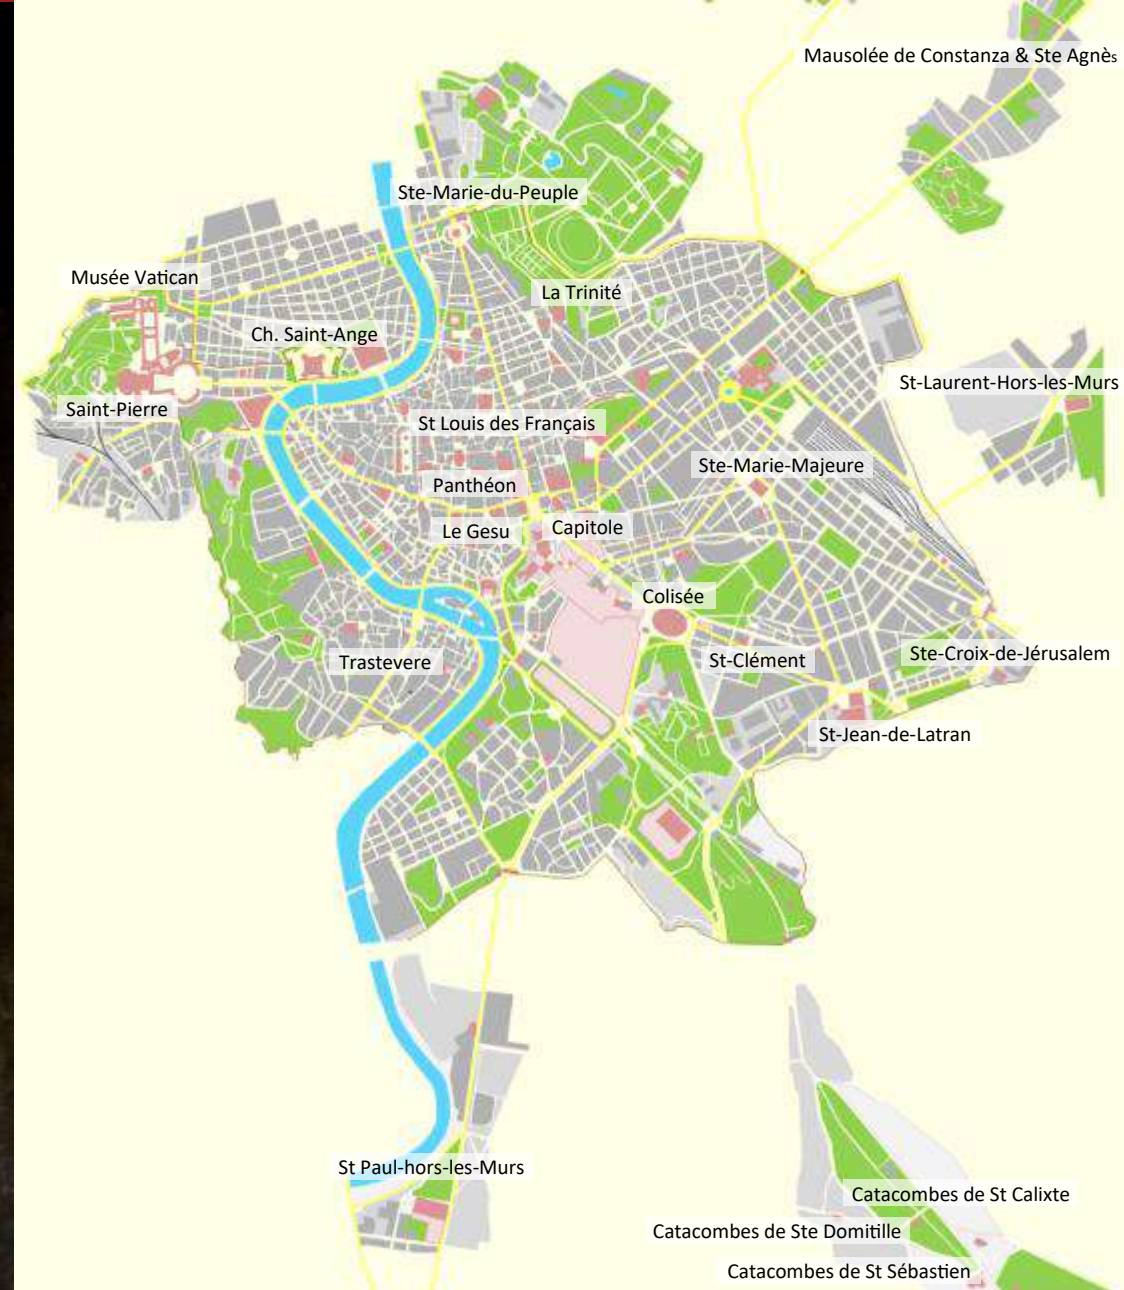 Mausolée de Constanza & Ste Agnès
Ste-Marie-du-Peuple
Musée Vatican
La Trinité
Ch. Saint-Ange
St-Laurent-Hors-les-Murs
Saint-Pierre
St Louis des Français
Ste-Marie-Majeure
Panthéon
Le Gesu
Capitole
Colisée
Trastevere
St-Clément
Ste-Croix-de-Jérusalem
St-Jean-de-Latran
St Paul-hors-les-Murs
Catacombes de St Calixte
Catacombes de Ste Domitille
Catacombes de St Sébastien